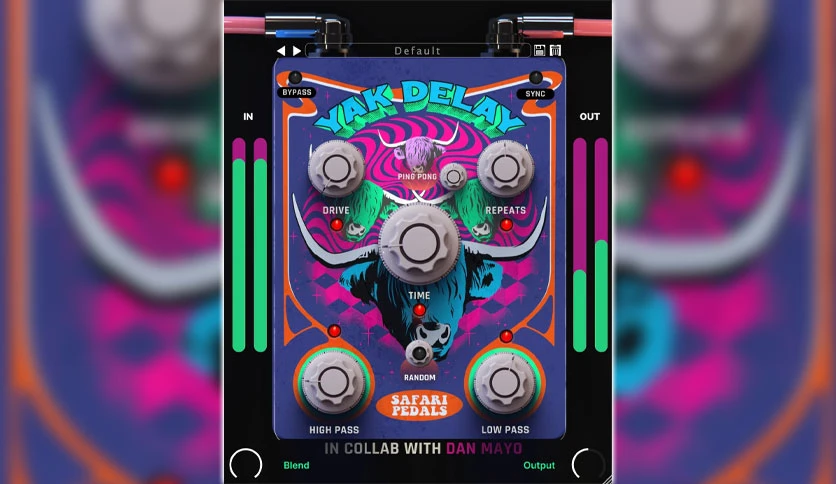 Default
BYPASS
SYNC
YAK DELAY
IN
OUT
PING PONG
DRIVE
REPEATS
TIME
RANDOM
SAFARI
PEDALS
HIGH PASS
LOW PASS
IN COLLAB WITH DAN MAYO
Blend
Output